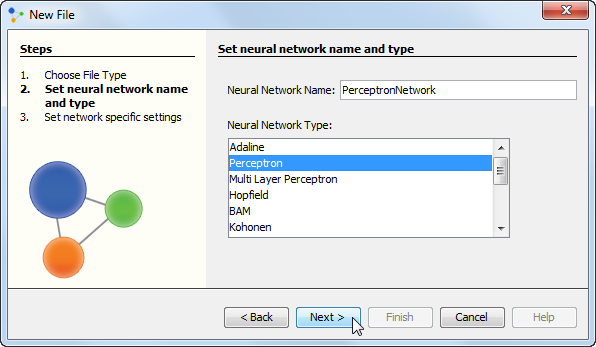 New File
Steps
1. Choose File Type
2. Set neural network name
and type
3. Set network specific settings
Set neural network name and type
Neural Network Name: PerceptronNetwork
Neural Network Type:
Adaline
Perceptron
Multi Layer Perceptron
Hopfield
BAM
Kohonen
< Back Next > Finish Cancel Help